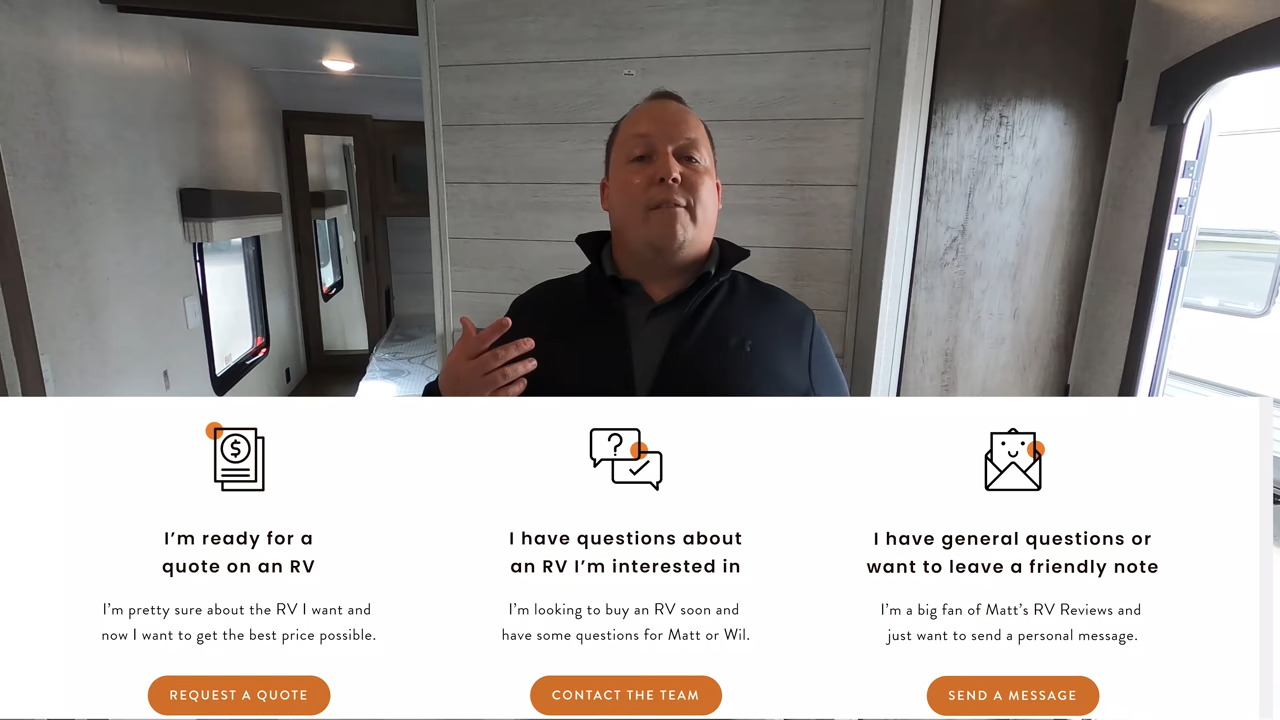 I'm ready for a
quote on an RV
I'm pretty sure about the RV I want and
now I want to get the best price possible.
REQUEST A QUOTE
I have questions about
an RV I'm interested in
I'm looking to buy an RV soon and
have some questions for Matt or Wil.
CONTACT THE TEAM
I have general questions or
want to leave a friendly note
I'm a big fan of Matt's RV Reviews and
just want to send a personal message.
SEND A MESSAGE